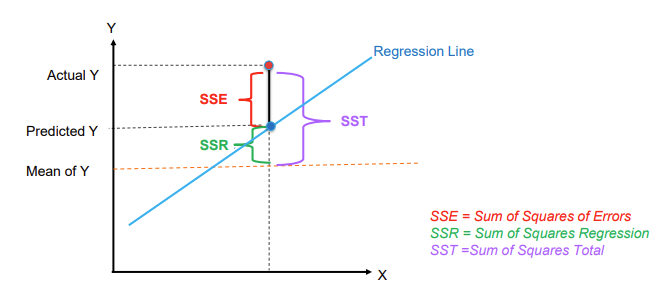 Y
Regression Line
Actual Y
SSE
SST
Predicted Y
SSR
Mean of Y
SSE = Sum of Squares of Errors
SSR = Sum of Squares Regression
SST =Sum of Squares Total
X